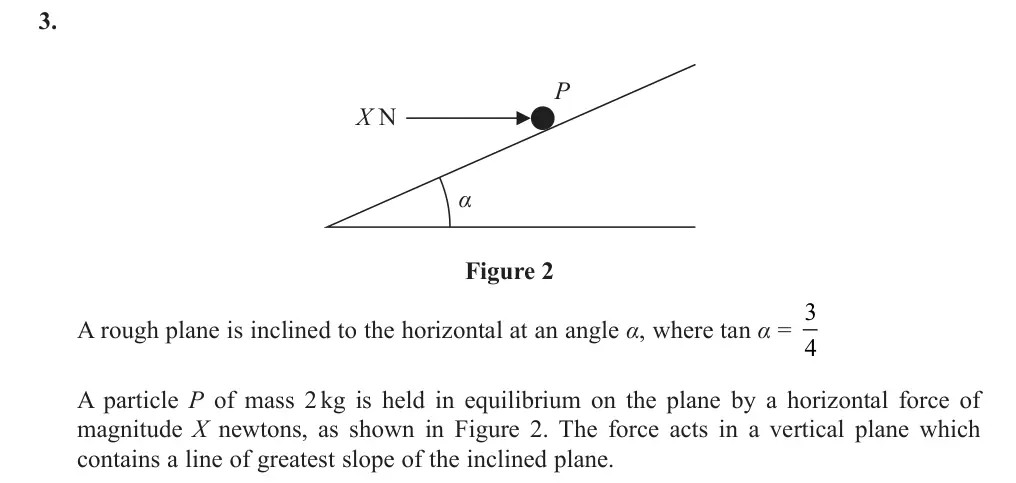 3.
P
X N
α
Figure 2
A rough plane is inclined to the horizontal at an angle α, where tan α = 3/4
A particle P of mass 2 kg is held in equilibrium on the plane by a horizontal force of
magnitude X newtons, as shown in Figure 2. The force acts in a vertical plane which
contains a line of greatest slope of the inclined plane.